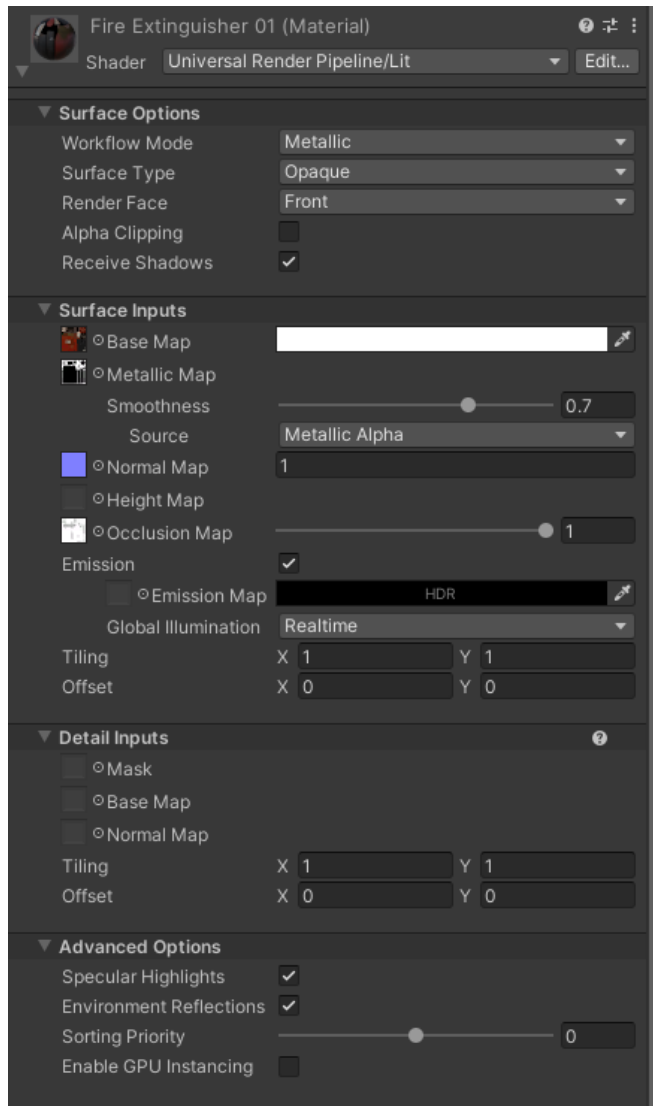 Fire Extinguisher 01 (Material)
Shader Universal Render Pipeline/Lit Edit...
Surface Options
Workflow Mode Metallic
Surface Type Opaque
Render Face Front
Alpha Clipping
Receive Shadows
Surface Inputs
Base Map
Metallic Map
Smoothness 0.7
Source Metallic Alpha
Normal Map 1
Height Map
Occlusion Map 1
Emission
Emission Map HDR
Global Illumination Realtime
Tiling X 1 Y 1
Offset X 0 Y 0
Detail Inputs
Mask
Base Map
Normal Map
Tiling X 1 Y 1
Offset X 0 Y 0
Advanced Options
Specular Highlights
Environment Reflections
Sorting Priority 0
Enable GPU Instancing